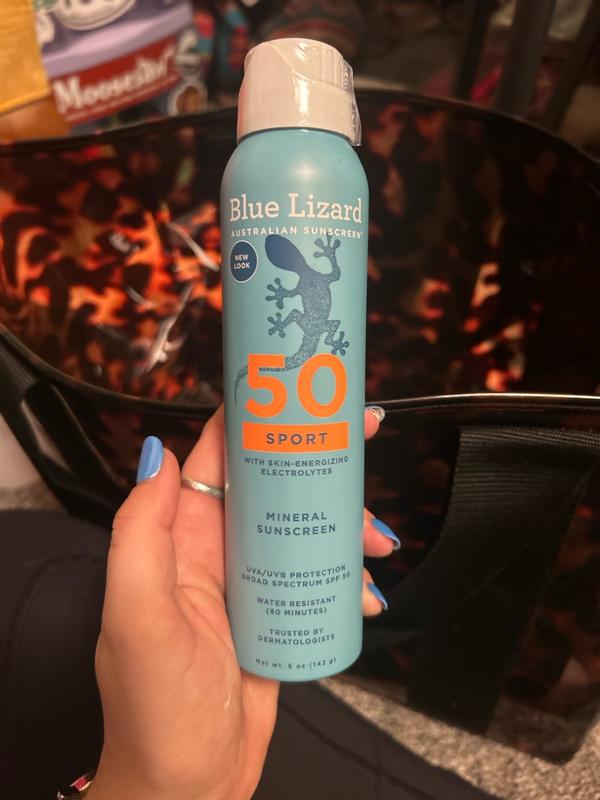 Moose
Blue Lizard
AUSTRALIAN SUNSCREEN®
NEW
LOOK
50
SPORT
WITH SKIN-ENERGIZING
ELECTROLYTES
MINERAL
SUNSCREEN
UVA/UVB PROTECTION
BROAD SPECTRUM SPF 50
WATER RESISTANT
(80 MINUTES)
TRUSTED BY
DERMATOLOGISTS
Net wt. 5 oz (142 g)